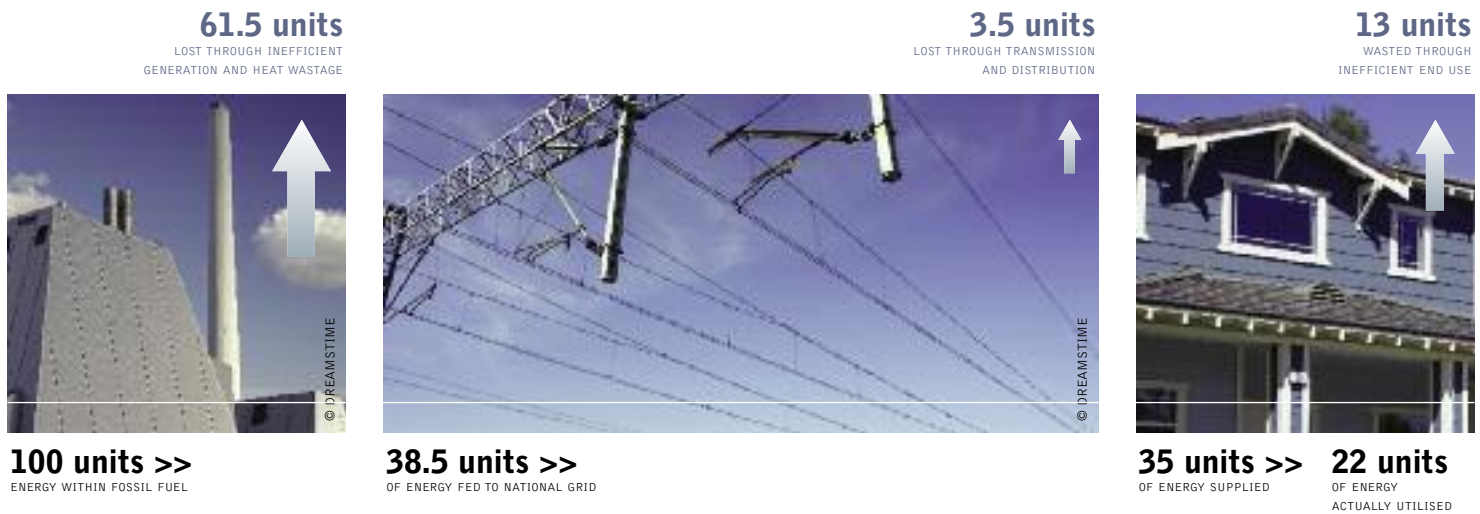 61.5 units
LOST THROUGH INEFFICIENT
GENERATION AND HEAT WASTAGE
3.5 units
LOST THROUGH TRANSMISSION
AND DISTRIBUTION
13 units
WASTED THROUGH
INEFFICIENT END USE
© DREAMSTIME
© DREAMSTIME
100 units >>
ENERGY WITHIN FOSSIL FUEL
38.5 units >>
OF ENERGY FED TO NATIONAL GRID
35 units >>
OF ENERGY SUPPLIED
22 units
OF ENERGY
ACTUALLY UTILISED